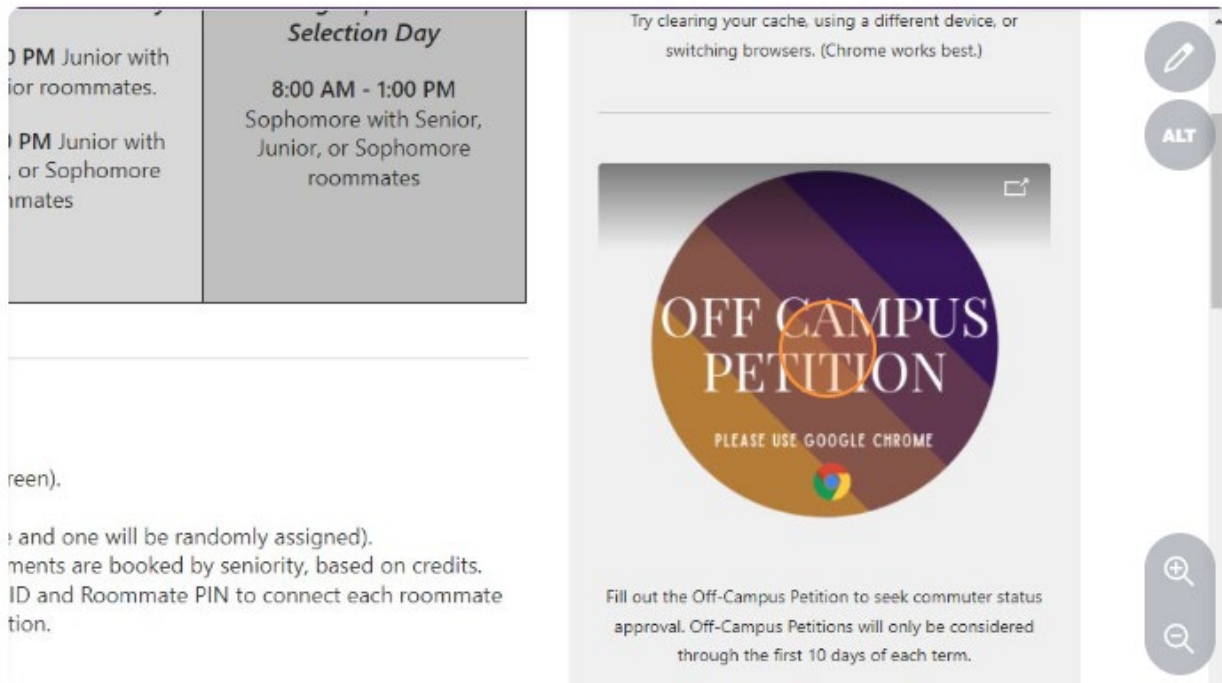 0 PM Junior with
ior roommates.
PM Junior with
, or Sophomore
mates
Selection Day
8:00 AM - 1:00 PM
Sophomore with Senior,
Junior, or Sophomore
roommates
reen).
e and one will be randomly assigned).
ments are booked by seniority, based on credits.
ID and Roommate PIN to connect each roommate
tion.
Try clearing your cache, using a different device, or
switching browsers. (Chrome works best.)
OFF CAMPUS
PETITION
PLEASE USE GOOGLE CHROME
Fill out the Off-Campus Petition to seek commuter status
approval. Off-Campus Petitions will only be considered
through the first 10 days of each term.
ALT